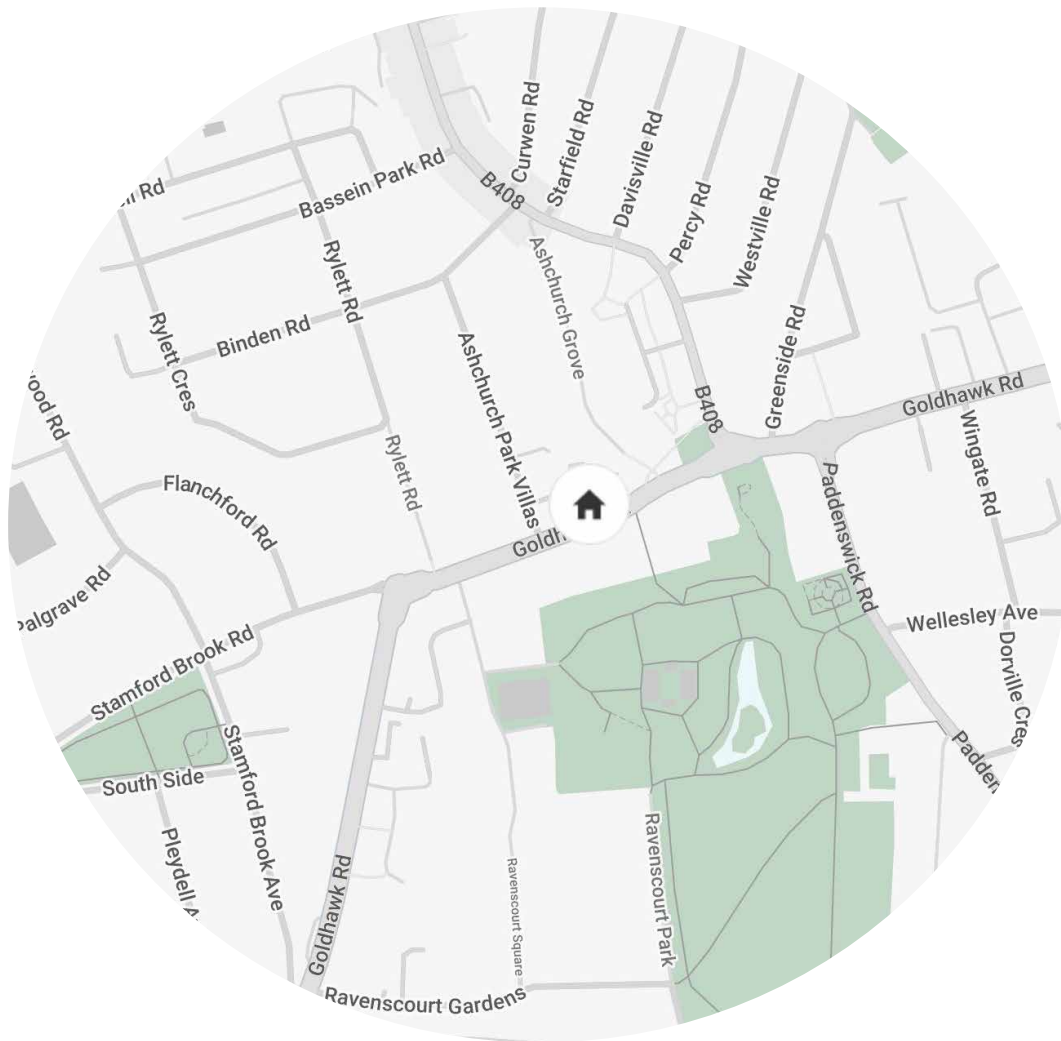 Curwen Rd
Starfield Rd
Davisville Rd
Bassein Park Rd
B408
Percy Rd
Westville Rd
Rd
Rylett Rd
Ashchurch Grove
Binden Rd
Rylett Cres
Ashchurch Park Villas
Greenside Rd
B408
Goldhawk Rd
Rylett Rd
Wingate Rd
Flanchford Rd
Paddenswick Rd
Palgrave Rd
Wellesley Ave
Stamford Brook Rd
Dorville Cres
South Side
Stamford Brook Ave
Pleydell
Ravenscourt Park
Ravenscourt Square
Goldhawk Rd
Ravenscourt Gardens